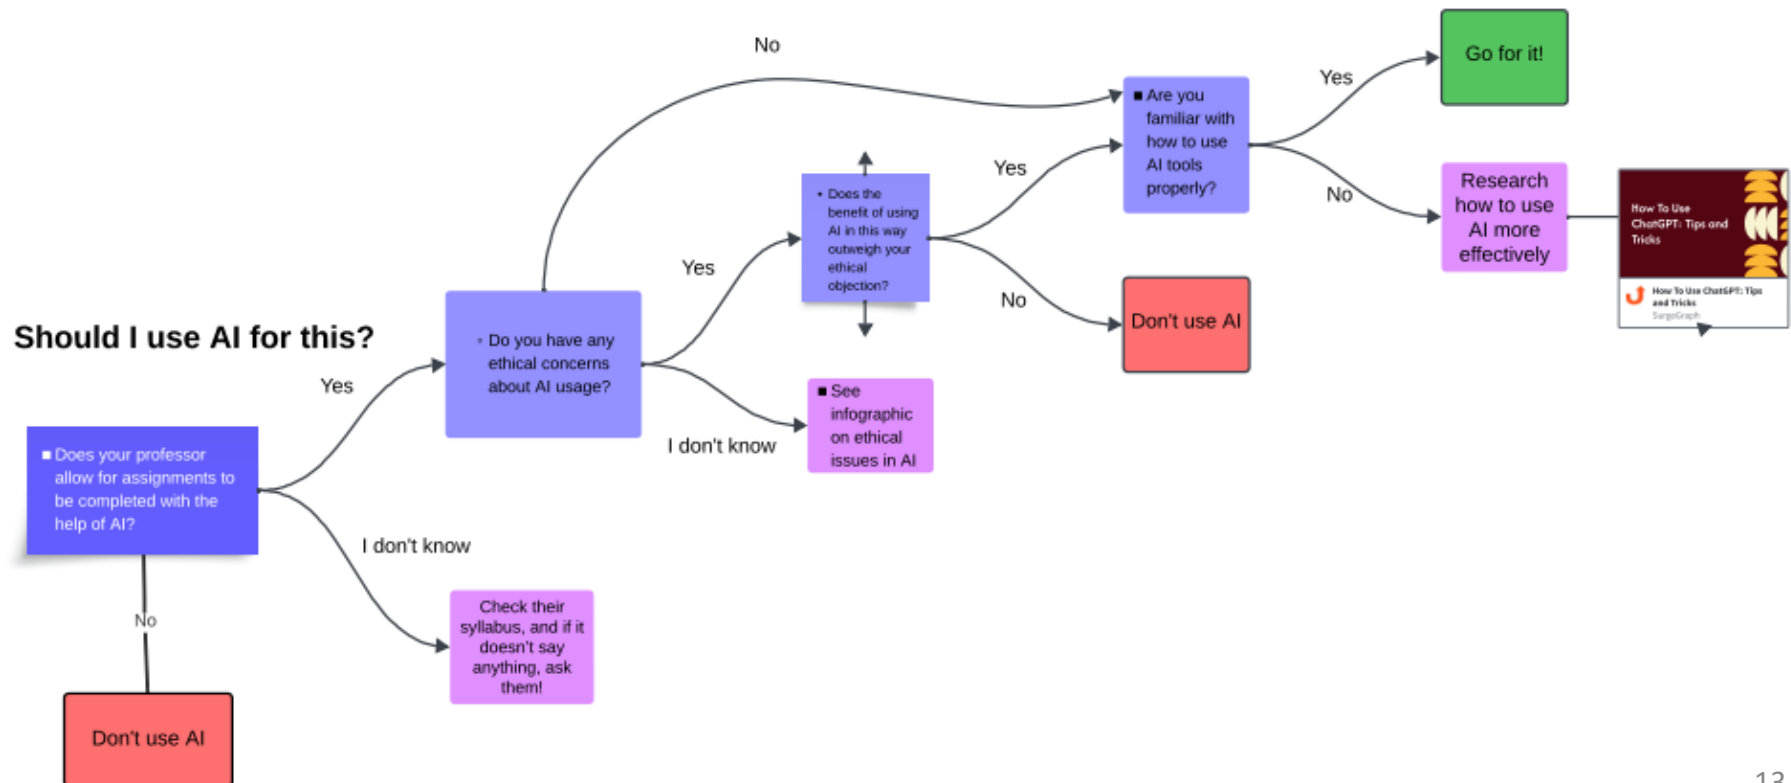 Should I use AI for this?
■ Does your professor
allow for assignments to
be completed with the
help of AI?
No
Don't use AI
Yes
I don't know
Check their
syllabus, and if it
doesn't say
anything, ask
them!
• Do you have any
ethical concerns
about AI usage?
No
Yes
I don't know
• Does the
benefit of using
AI in this way
outweigh your
ethical
objection?
■ See
infographic
on ethical
issues in AI
Yes
No
Don't use AI
■ Are you
familiar with
how to use
AI tools
properly?
Yes
No
Go for it!
Research
how to use
AI more
effectively
How To Use
ChatGPT: Tips and
Tricks
How To Use ChatGPT: Tips
and Tricks
SurgeGraph
13